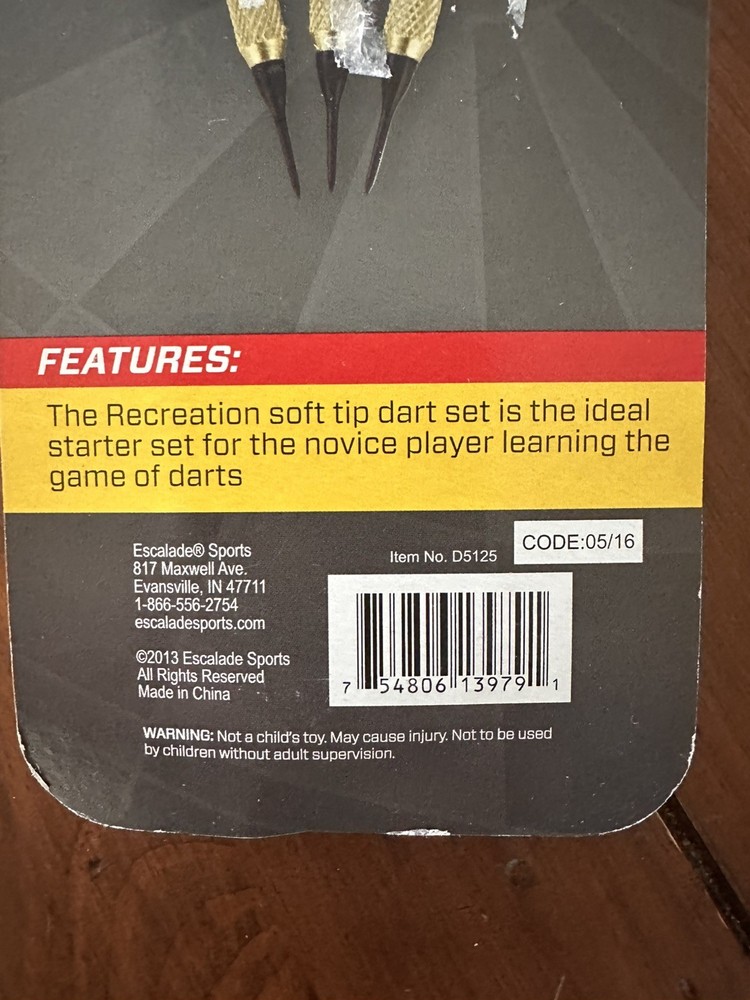 FEATURES:
The Recreation soft tip dart set is the ideal
starter set for the novice player learning the
game of darts
Escalade® Sports
817 Maxwell Ave.
Evansville, IN 47711
1-866-556-2754
escaladesports.com
©2013 Escalade Sports
All Rights Reserved
Made in China
Item No. D5125
CODE:05/16
7 54806 13979 1
WARNING: Not a child's toy. May cause injury. Not to be used
by children without adult supervision.